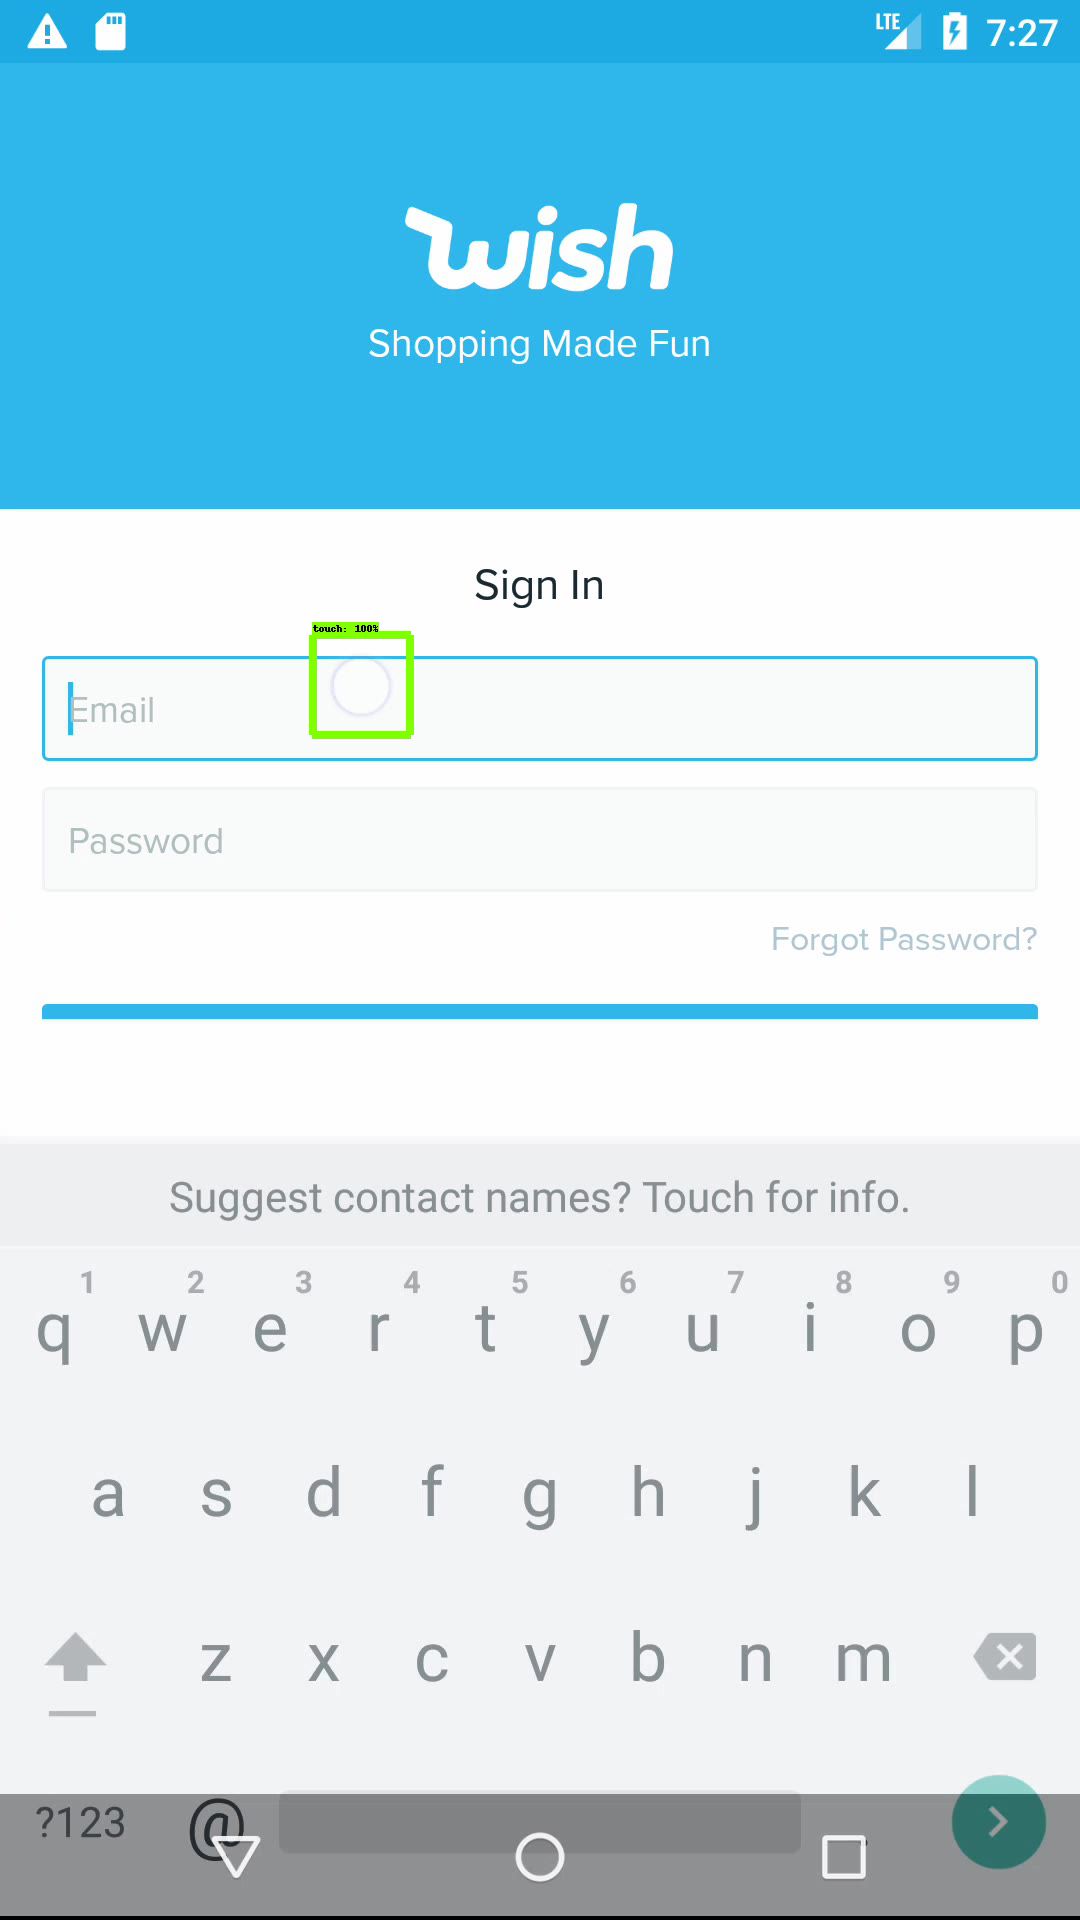 LTE 7:27
wish
Shopping Made Fun
Sign In
touch: 100%
Email
Password
Forgot Password?
Suggest contact names? Touch for info.
1 2 3 4 5 6 7 8 9 0
q w e r t y u i o p
a s d f g h j k l
z x c v b n m
?123 @